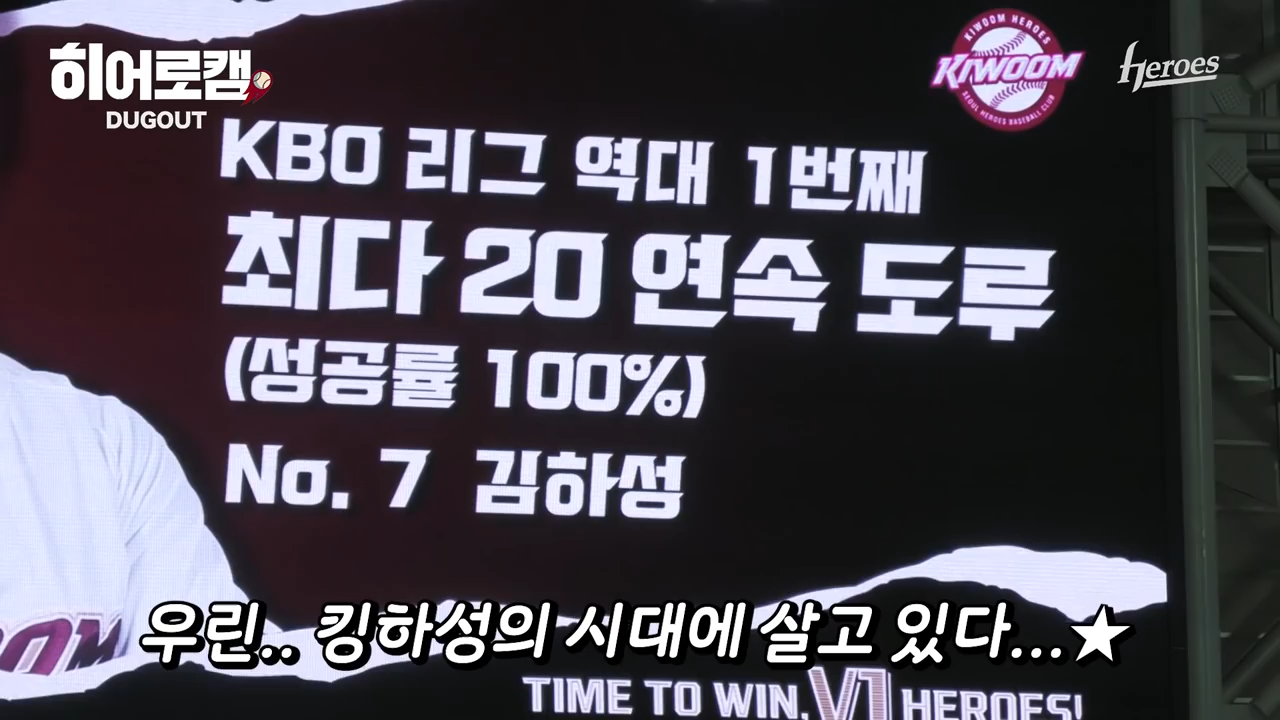 히어로캠
DUGOUT
KIWOOM HEROES
KIWOOM
SEOUL HEROES BASEBALL CLUB
Heroes
KBO 리그 역대 1번째
최다 20 연속 도루
(성공률 100%)
No. 7 김하성
우린.. 킹하성의 시대에 살고 있다...★
TIME TO WIN, V1 HEROES!